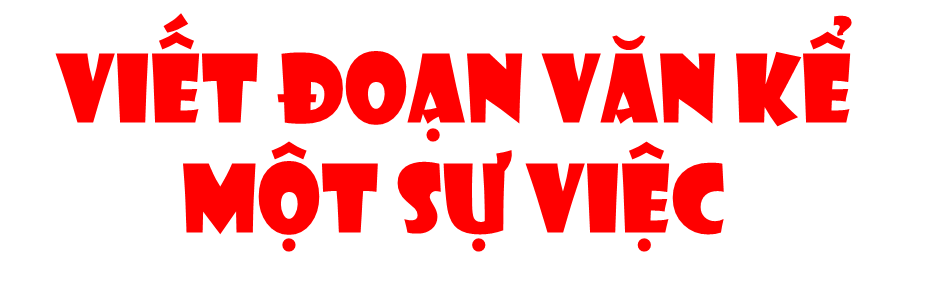 VIẾT ĐOẠN VĂN KỂ
MỘT SỰ VIỆC